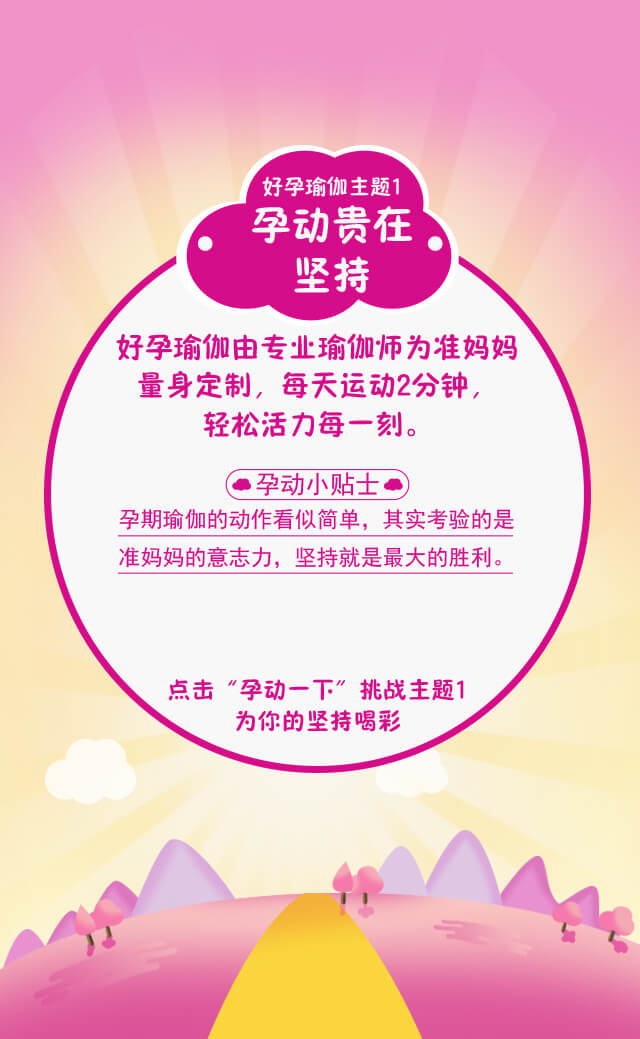 好孕瑜伽主题1
孕动贵在
坚持
好孕瑜伽由专业瑜伽师为准妈妈
量身定制，每天运动2分钟，
轻松活力每一刻。
孕动小贴士
孕期瑜伽的动作看似简单，其实考验的是
准妈妈的意志力，坚持就是最大的胜利。
点击“孕动一下”挑战主题1
为你的坚持喝彩